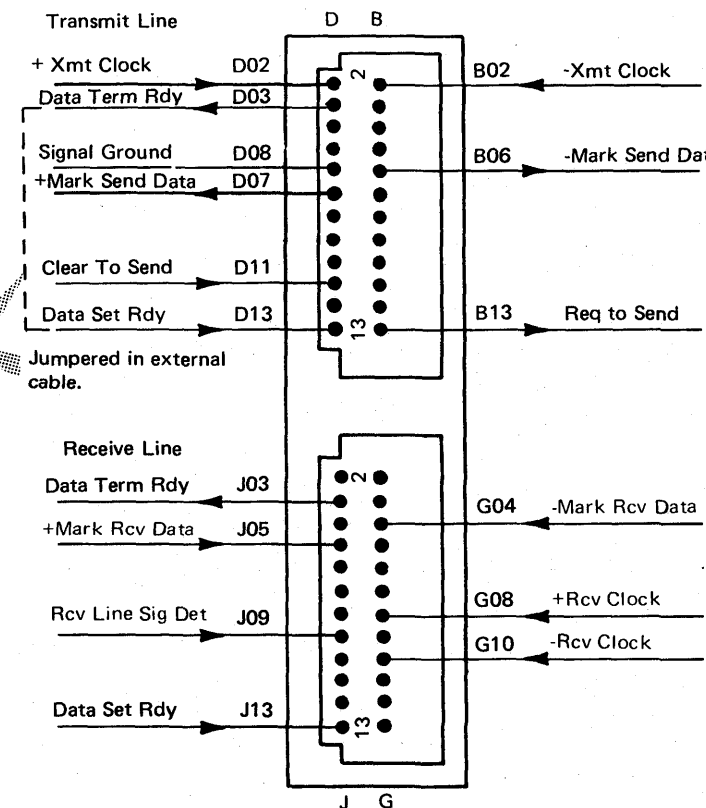 Transmit Line
D B
+ Xmt Clock D02
2
B02 -Xmt Clock
Data Term Rdy D03
Signal Ground D08
B06 -Mark Send Dat
+Mark Send Data D07
Clear To Send D11
Data Set Rdy D13
13
B13 Req to Send
Jumpered in external
cable.
Receive Line
2
Data Term Rdy J03
G04 -Mark Rcv Data
+Mark Rcv Data J05
G08 +Rcv Clock
Rcv Line Sig Det J09
G10 -Rcv Clock
Data Set Rdy J13
13
J G